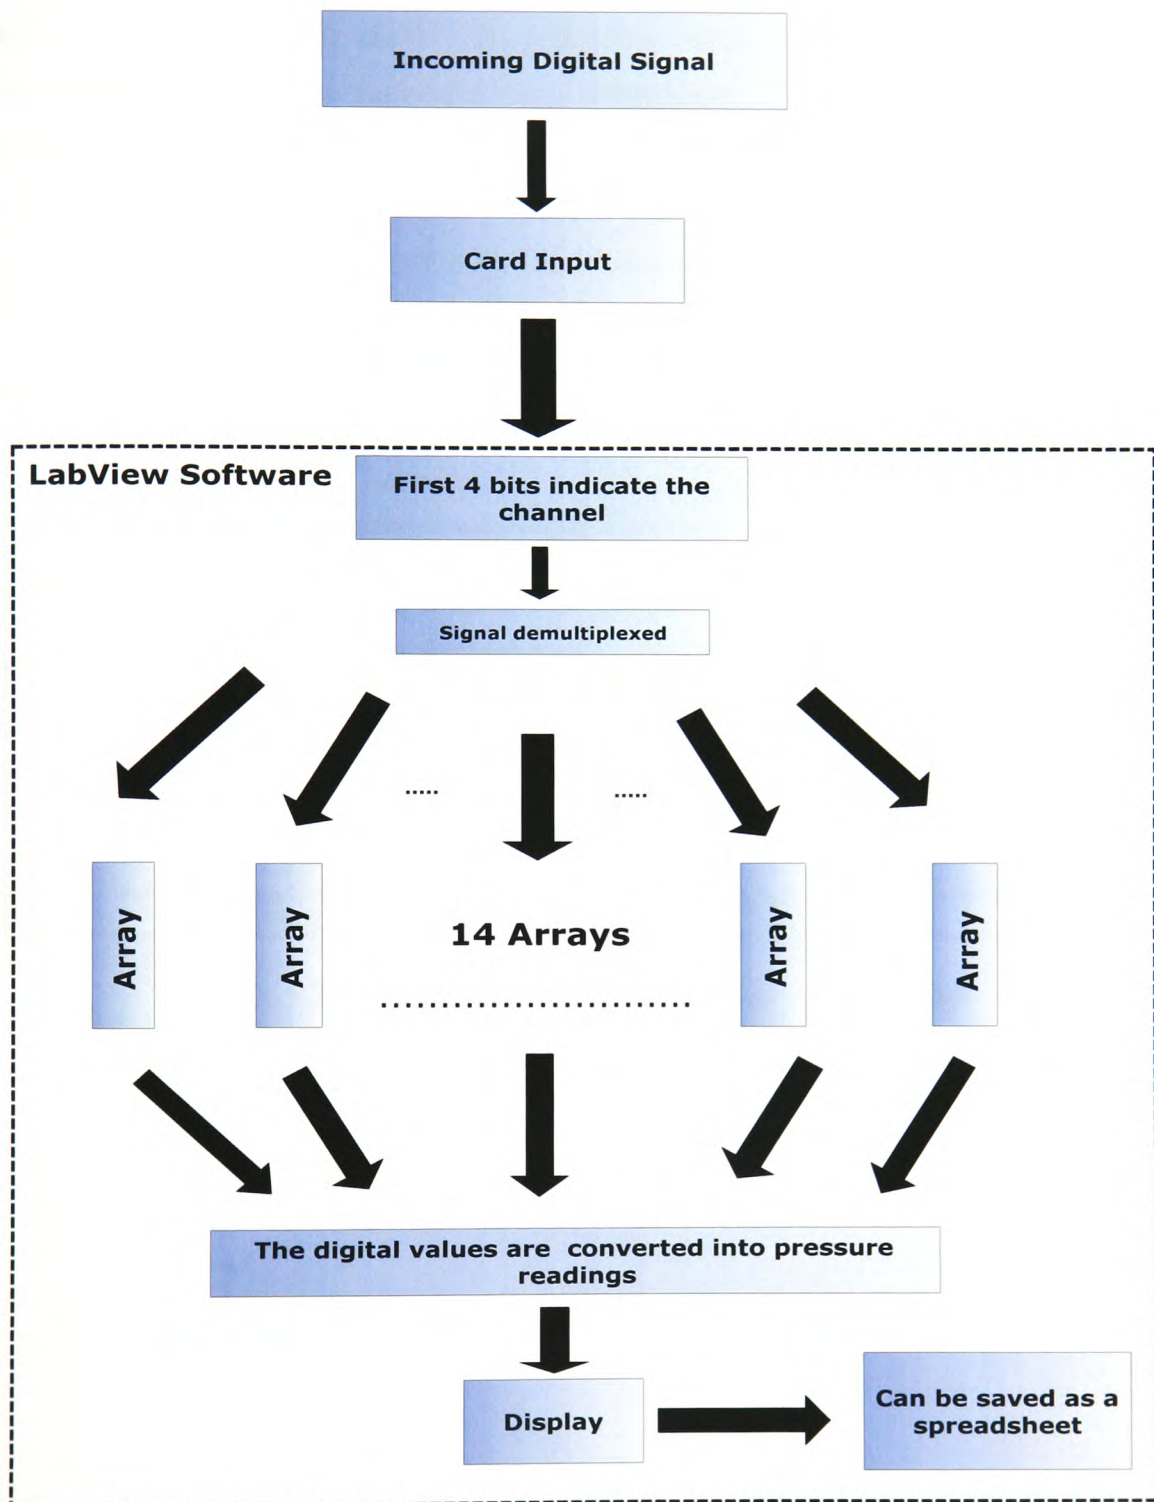 Incoming Digital Signal
Card Input
LabView Software
First 4 bits indicate the
channel
Signal demultiplexed
.....
.....
Array
Array
14 Arrays
Array
Array
The digital values are converted into pressure
readings
Display
Can be saved as a
spreadsheet